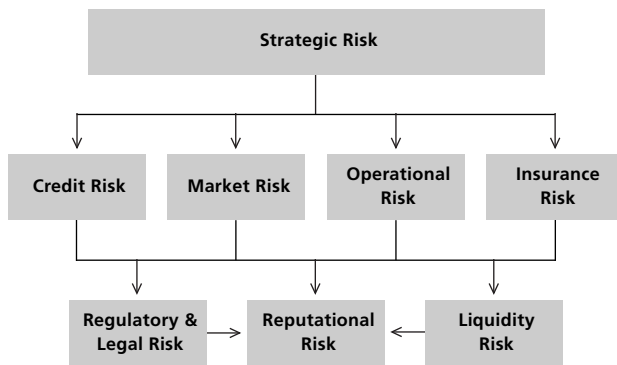 Strategic Risk
Credit Risk
Market Risk
Operational
Risk
Insurance
Risk
Regulatory &
Legal Risk
Reputational
Risk
Liquidity
Risk